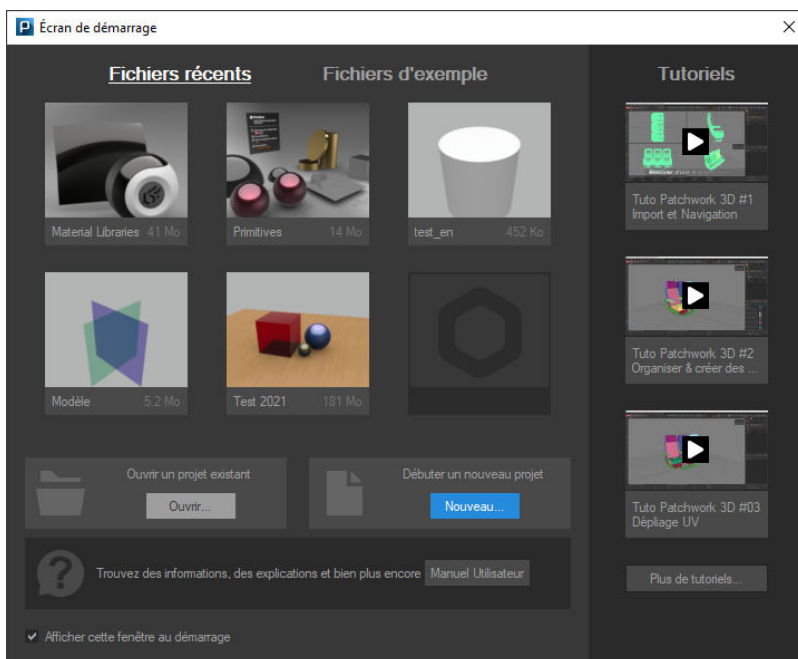 Écran de démarrage
Fichiers récents
Fichiers d'exemple
Material Libraries 41 Mo
Primitives 14 Mo
test_en 452 Ko
Modèle 5.2 Mo
Test 2021 181 Mo
Ouvrir un projet existant
Ouvrir...
Débuter un nouveau projet
Nouveau...
Trouvez des informations, des explications et bien plus encore
Manuel Utilisateur
Afficher cette fenêtre au démarrage
Tutoriels
Tuto Patchwork 3D #1
Import et Navigation
Tuto Patchwork 3D #2
Organiser & créer des ...
Tuto Patchwork 3D #03
Dépliage UV
Plus de tutoriels...